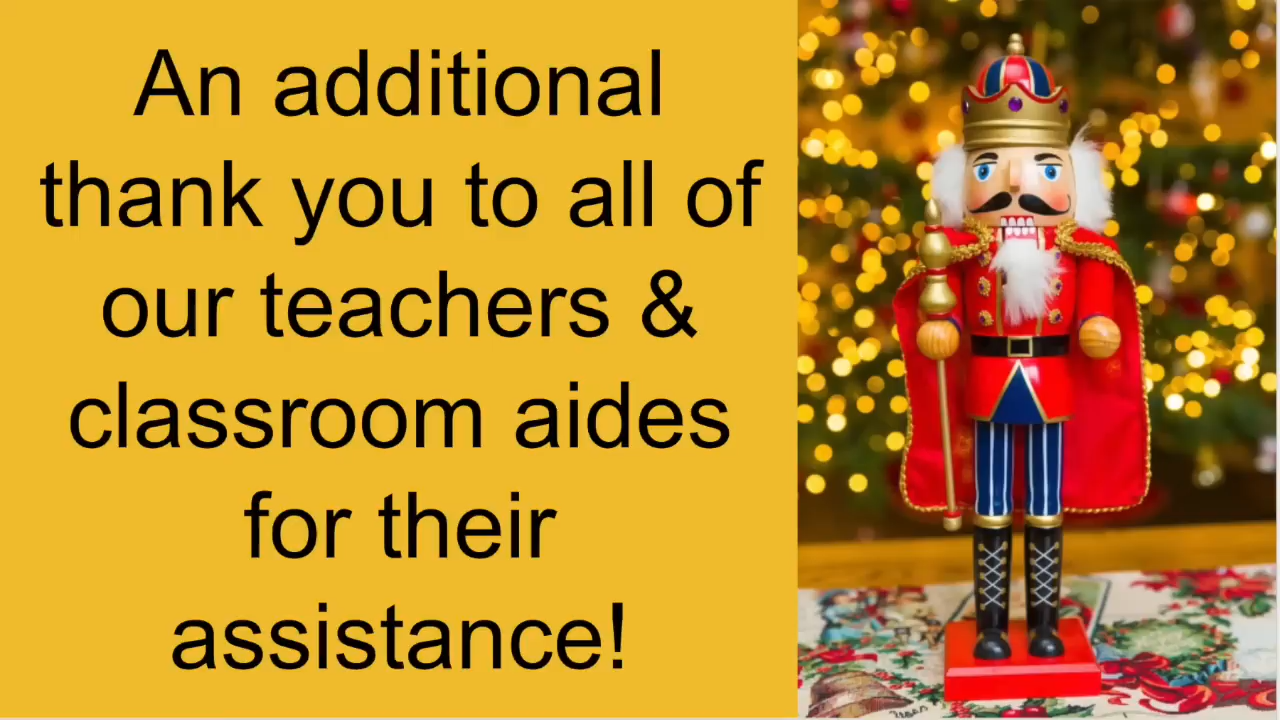 An additional
thank you to all of
our teachers &
classroom aides
for their
assistance!